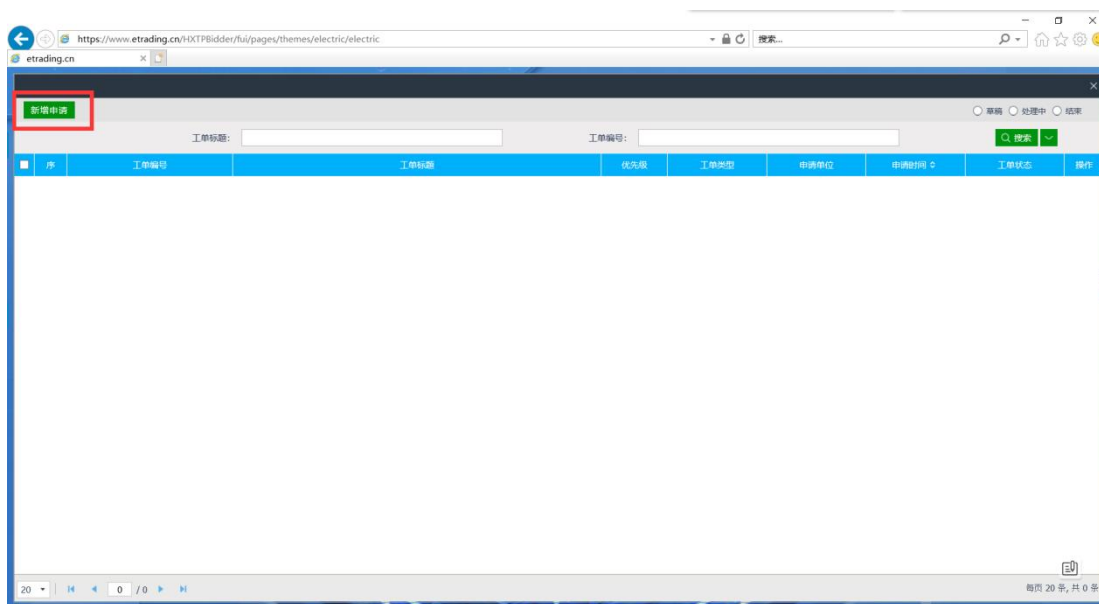 https://www.etrading.cn/HXTPBidder/fui/pages/themes/electric/electric
搜索...
etrading.cn
新增申请
草稿 处理中 结束
工单标题: 工单编号: 搜索
序 工单编号 工单标题 优先级 工单类型 申请单位 申请时间 工单状态 操作
20 0 / 0 每页 20 条, 共 0 条